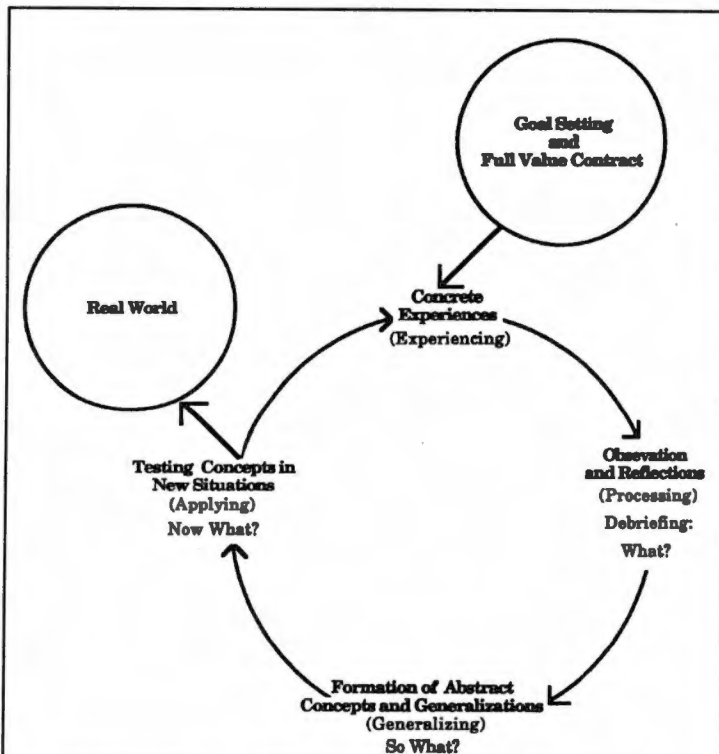 Goal Setting
and
Full Value Contract
Real World
Concrete
Experiences
(Experiencing)
Testing Concepts in
New Situations
(Applying)
Now What?
Obsevation
and Reflections
(Processing)
Debriefing:
What?
Formation of Abstract
Concepts and Generalizations
(Generalizing)
So What?